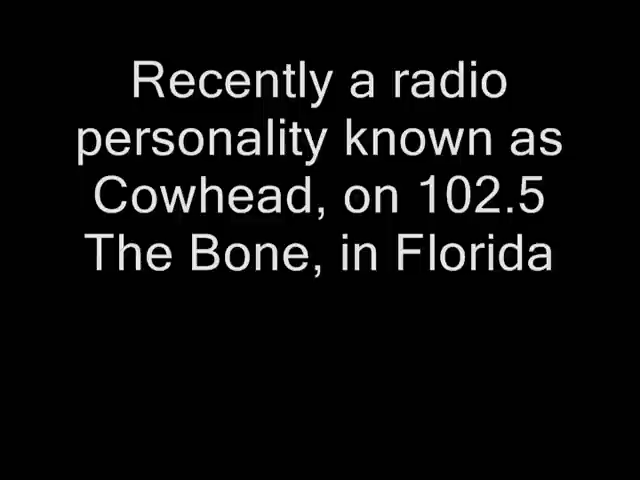 Recently a radio
personality known as
Cowhead, on 102.5
The Bone, in Florida